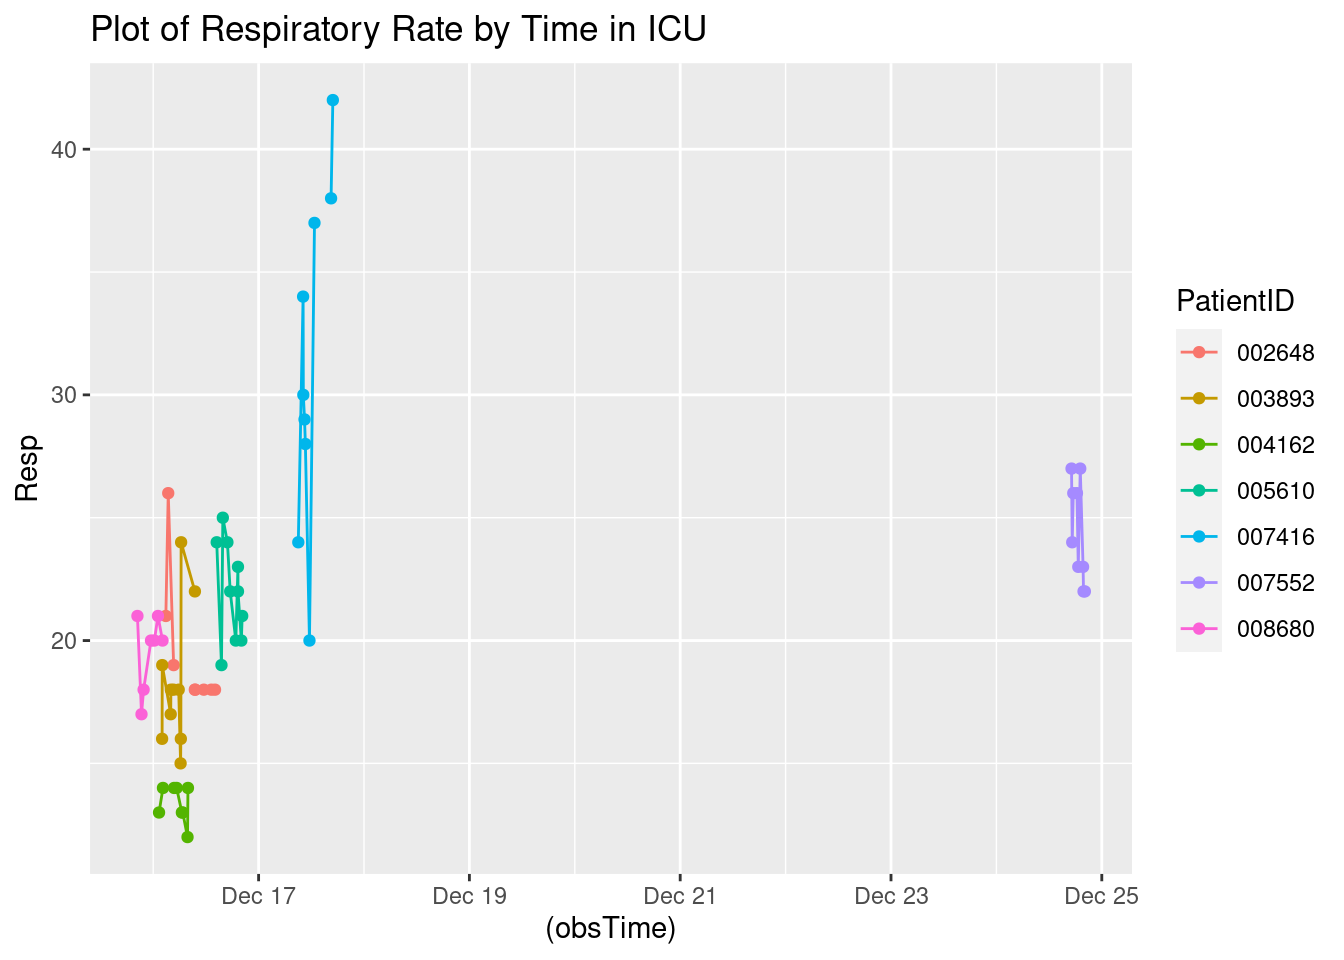 Plot of Respiratory Rate by Time in ICU
Resp
40
30
20
Dec 17
Dec 19
Dec 21
Dec 23
Dec 25
(obsTime)
PatientID
002648
003893
004162
005610
007416
007552
008680